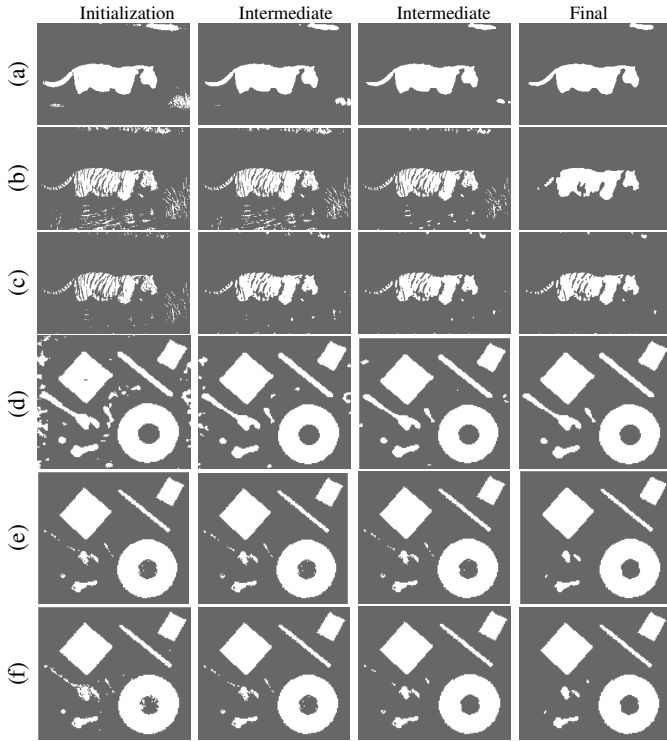 Initialization Intermediate Intermediate Final
(a)
(b)
(c)
(d)
(e)
(f)